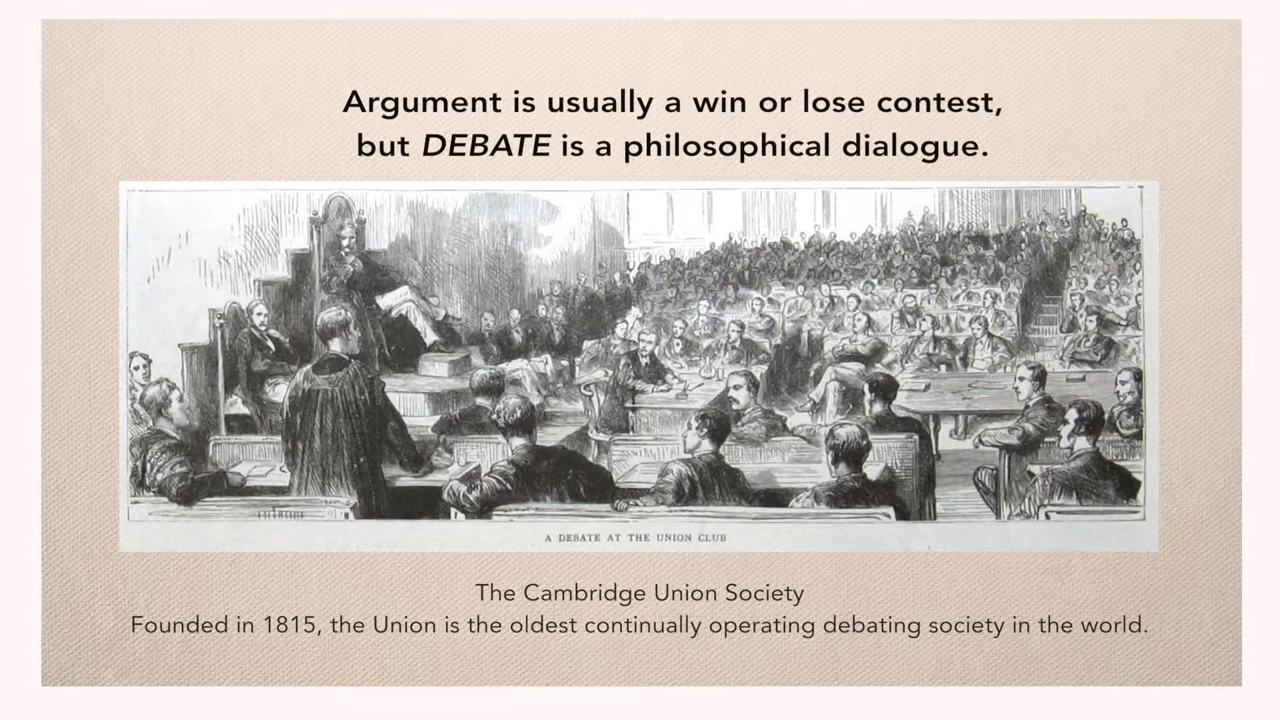 Argument is usually a win or lose contest,
but DEBATE is a philosophical dialogue.
A DEBATE AT THE UNION CLUB
The Cambridge Union Society
Founded in 1815, the Union is the oldest continually operating debating society in the world.